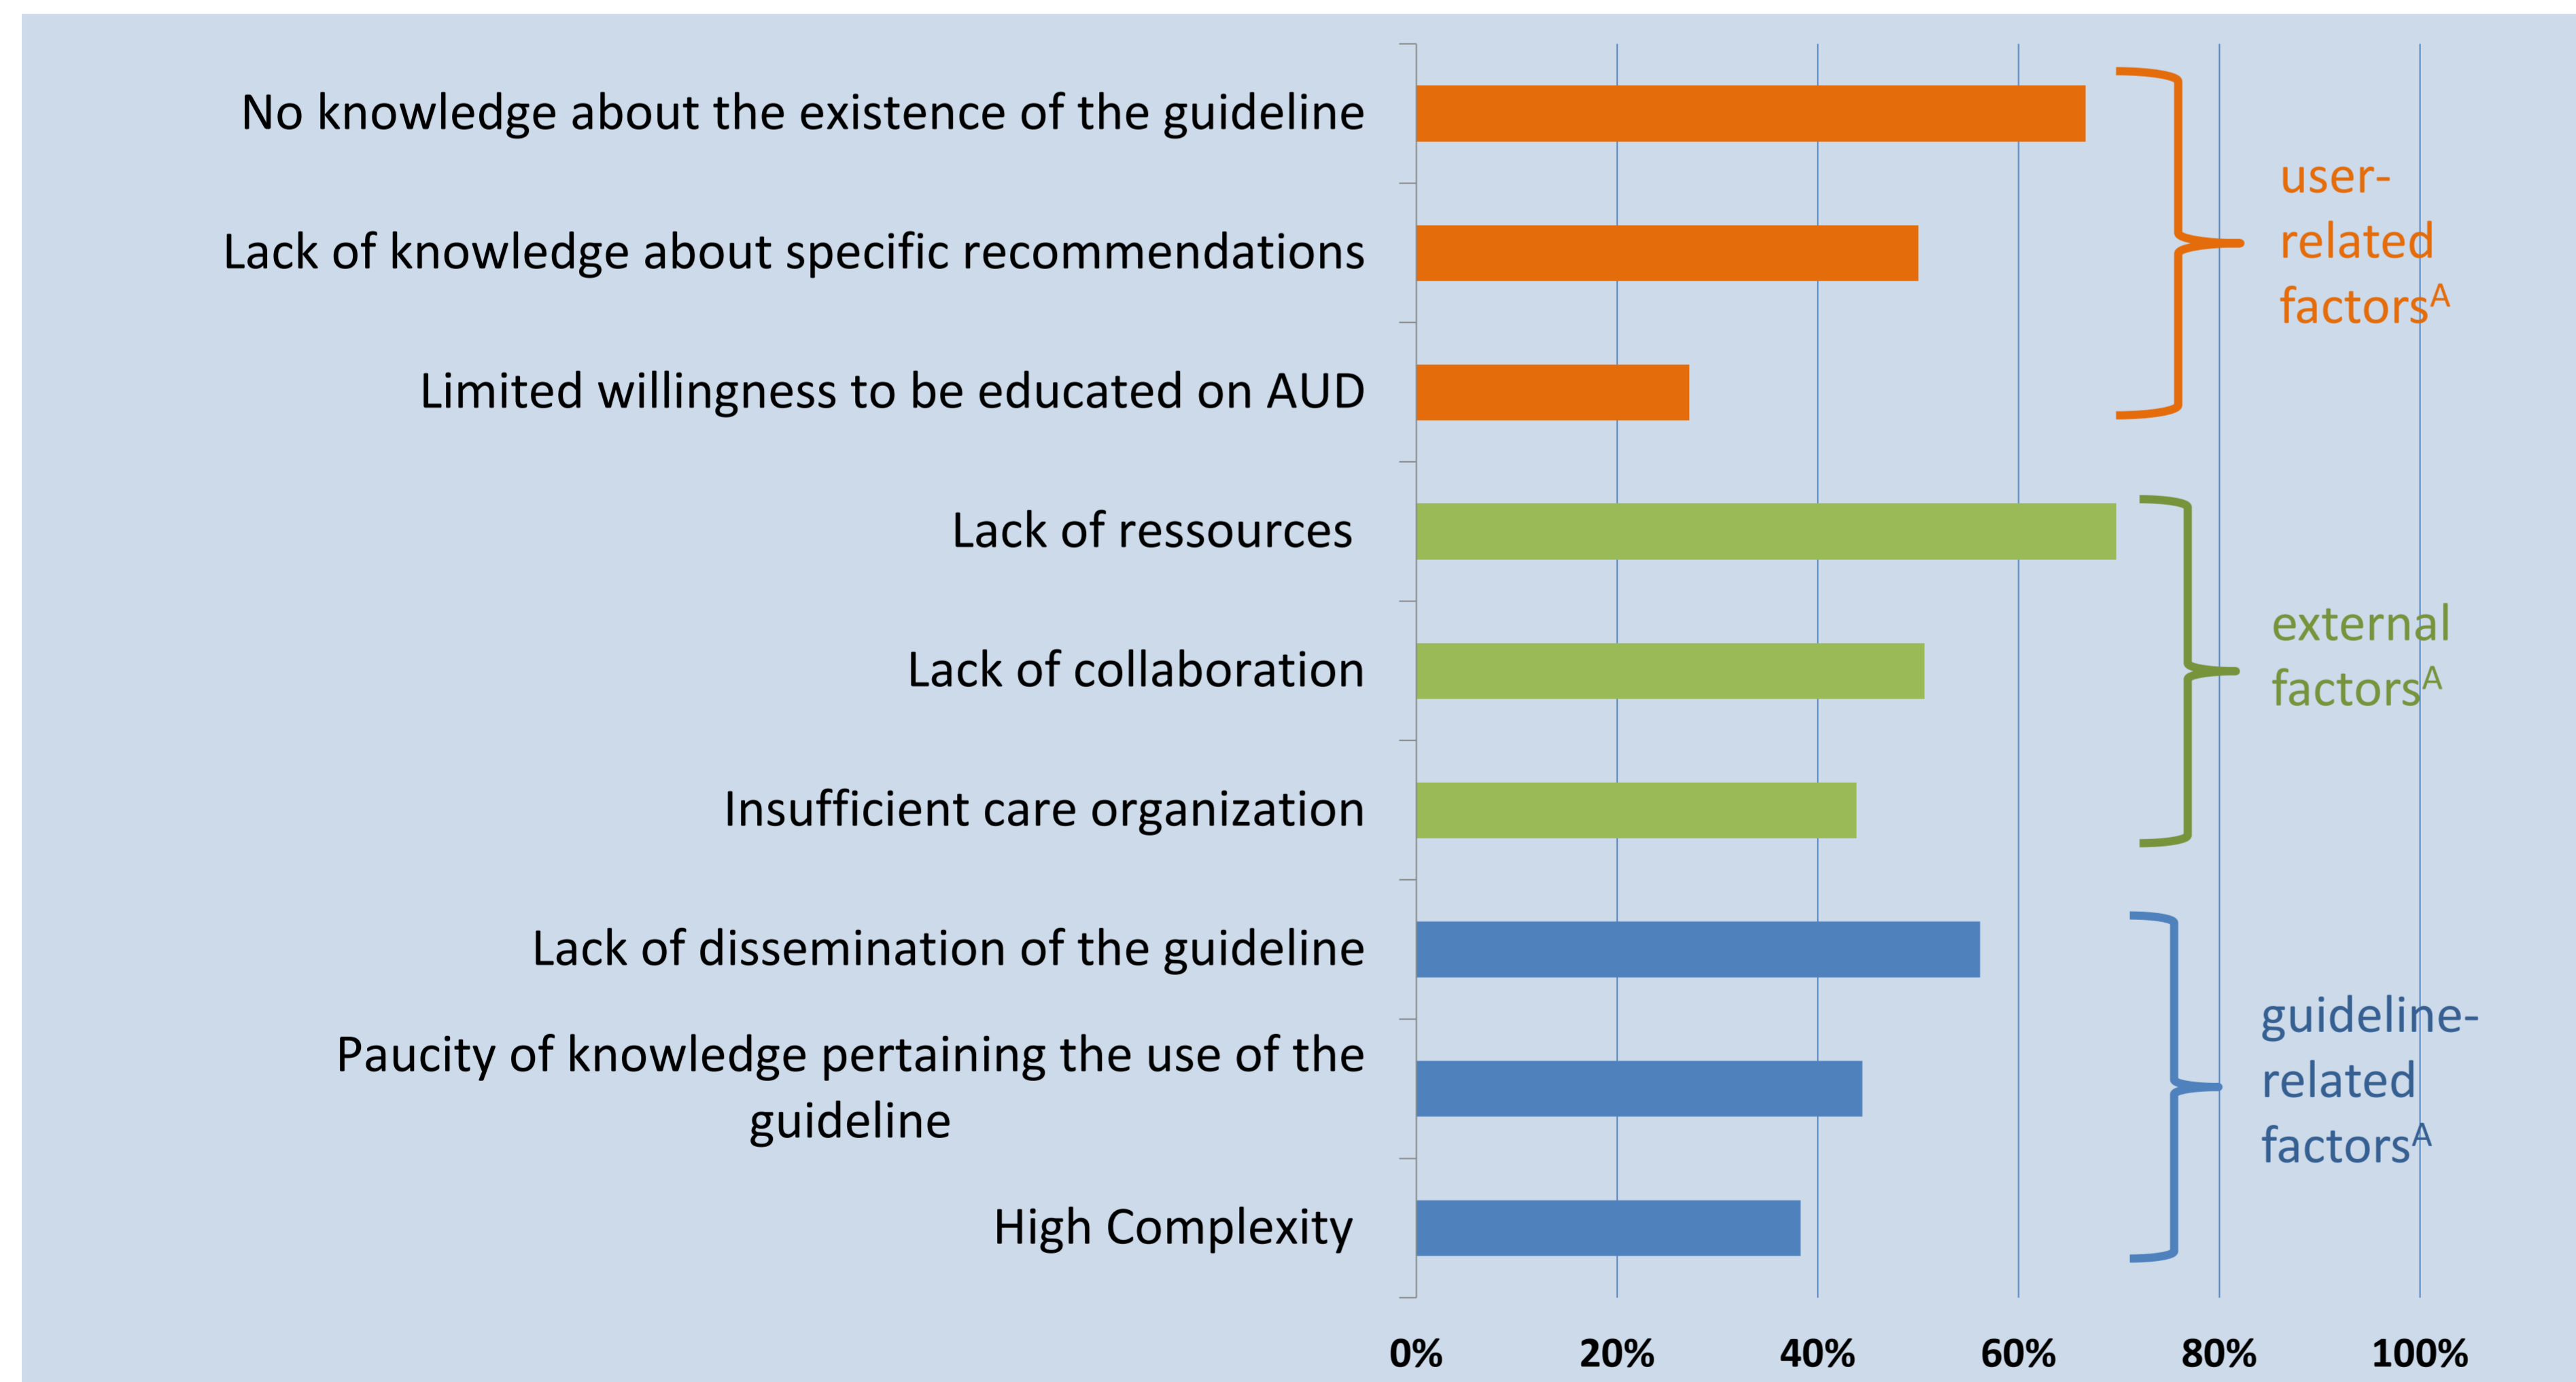 No knowledge about the existence of the guideline
Lack of knowledge about specific recommendations
Limited willingness to be educated on AUD
Lack of ressources
Lack of collaboration
Insufficient care organization
Lack of dissemination of the guideline
Paucity of knowledge pertaining the use of the
guideline
High Complexity
user-
related
factorsA
external
factorsA
guideline-
related
factorsA
0% 20% 40% 60% 80% 100%